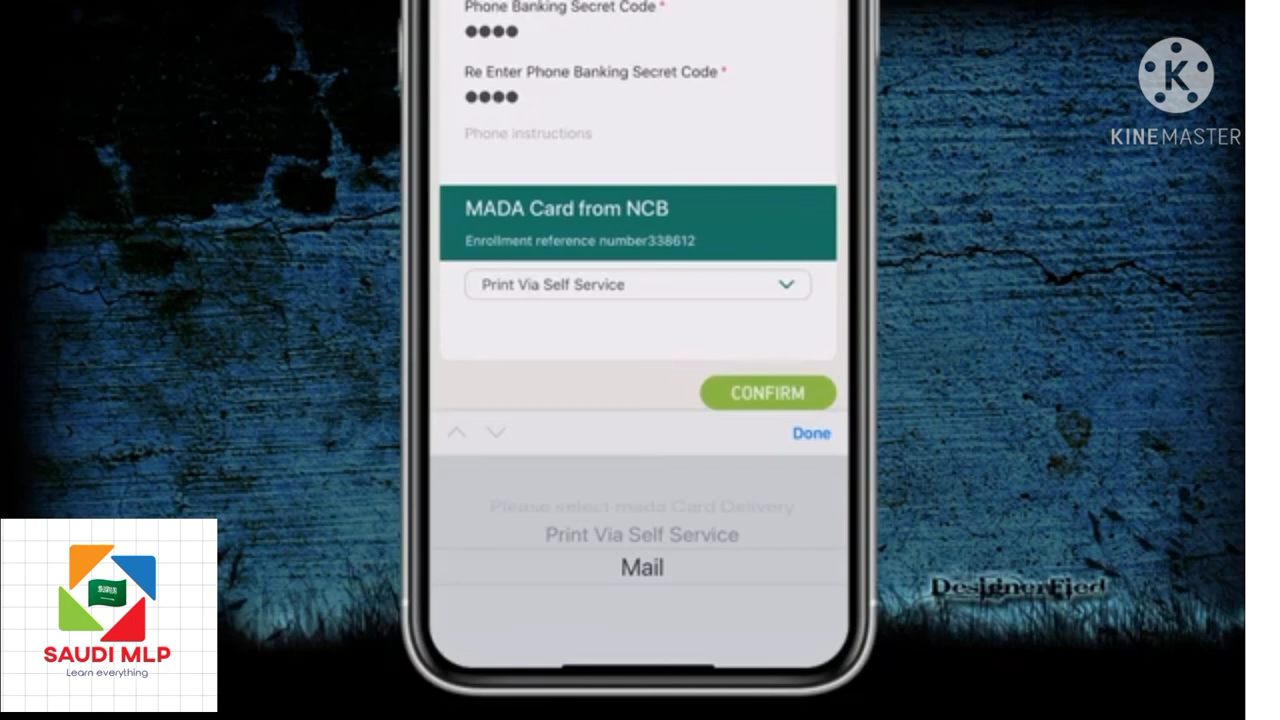 Phone Banking Secret Code *
Re Enter Phone Banking Secret Code *
Phone instructions
MADA Card from NCB
Enrollment reference number338612
Print Via Self Service
CONFIRM
Done
Please select mada Card Delivery
Print Via Self Service
Mail
K
KINEMASTER
DesignerFied
SAUDI
SAUDI MLP
Learn everything